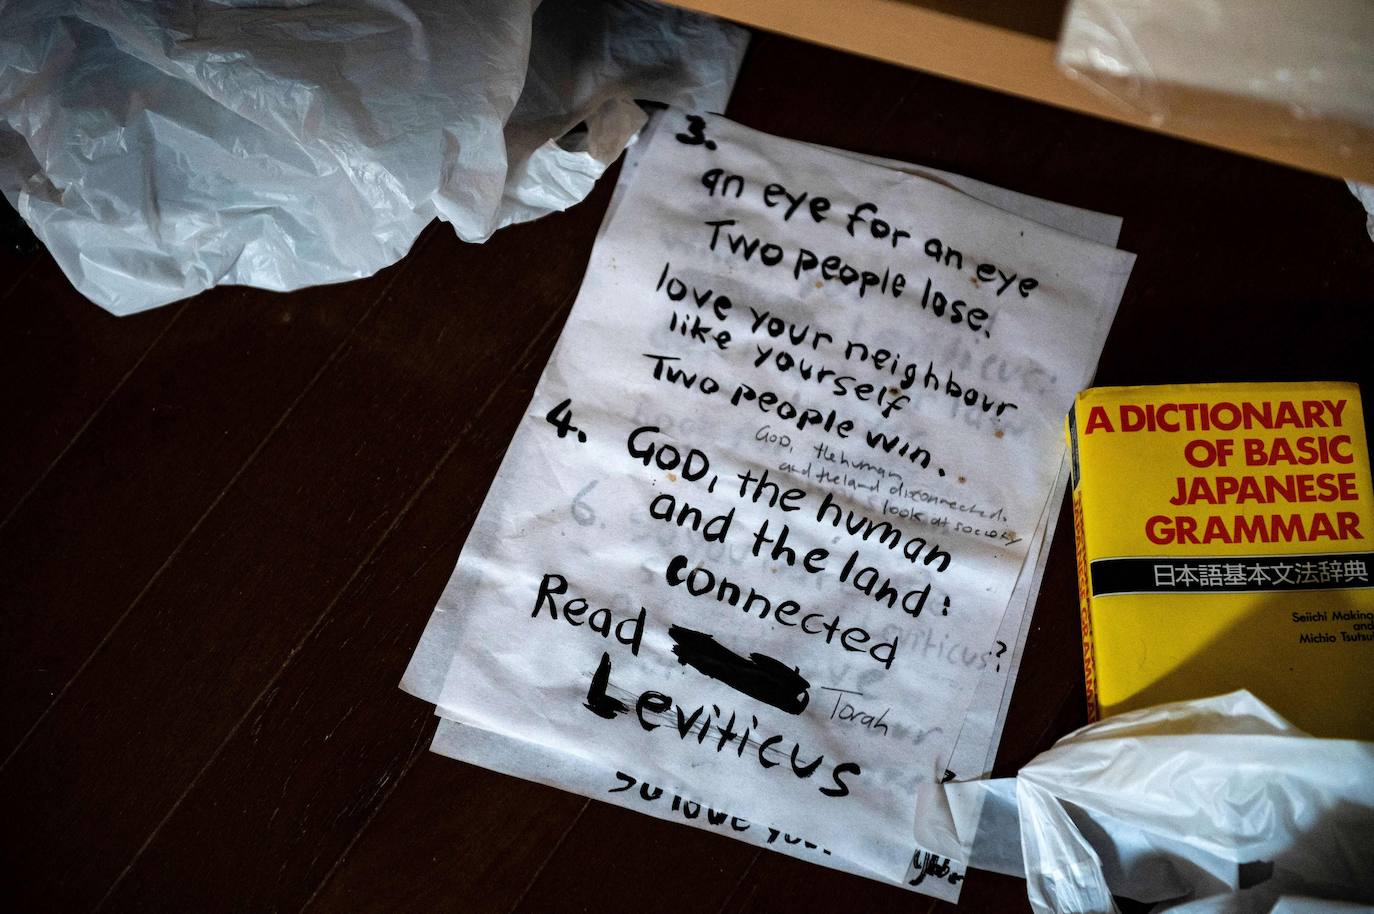 3.
an eye for an eye
Two people lose.
love your neighbour
like yourself
Two people win.
GOD, the human
and the land disconnected.
look at society
4.
GOD, the human
and the land:
connected
Read
Torah
Leviticus
?
6.
A DICTIONARY
OF BASIC
JAPANESE
GRAMMAR
日本語基本文法辞典
Seiichi Makino
and
Michio Tsutsui